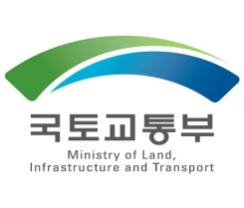 국토교통부
Ministry of Land,
Infrastructure and Transport